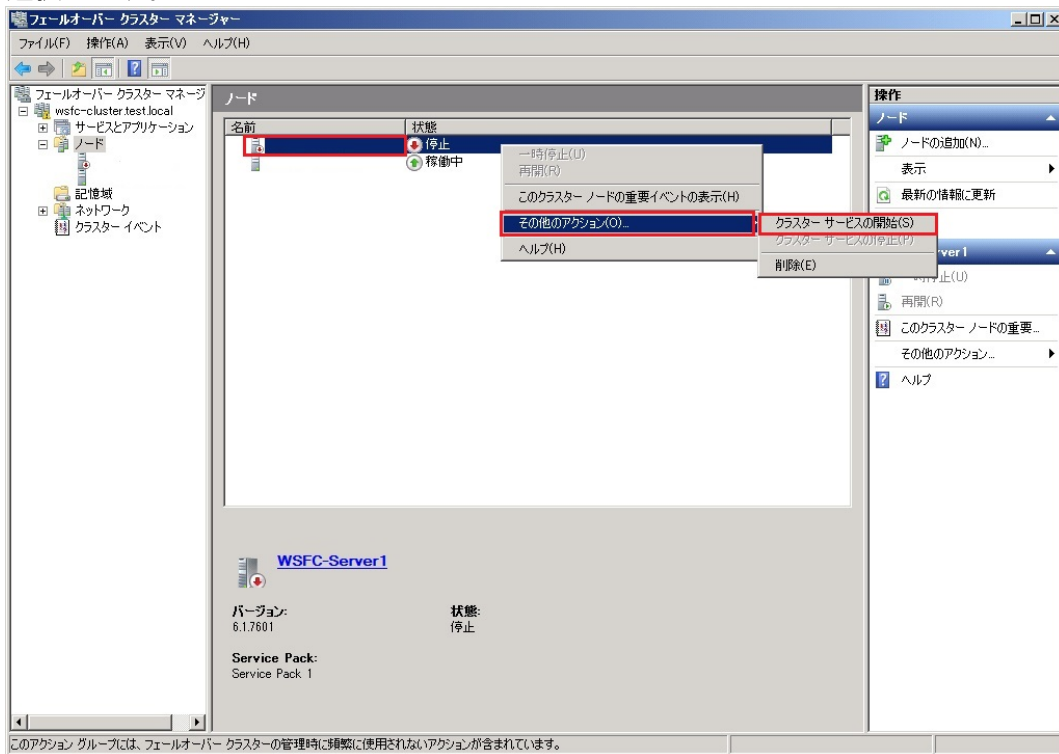 フェールオーバー クラスター マネージャー
ファイル(F) 操作(A) 表示(V) ヘルプ(H)
フェールオーバー クラスター マネージ
wsfc-cluster.test.local
サービスとアプリケーション
ノード
記憶域
ネットワーク
クラスター イベント
ノード
名前 状態
停止
稼働中
一時停止(U)
再開(R)
このクラスター ノードの重要イベントの表示(H)
その他のアクション(O)...
ヘルプ(H)
クラスター サービスの開始(S)
クラスター サービスの停止(P)
削除(E)
WSFC-Server1
バージョン: 状態:
6.1.7601 停止
Service Pack:
Service Pack 1
操作
ノード
ノードの追加(N)...
表示
最新の情報に更新
rver1
停止(U)
再開(R)
このクラスター ノードの重要...
その他のアクション...
ヘルプ
このアクション グループには、フェールオーバー クラスターの管理時に頻繁に使用されないアクションが含まれています。